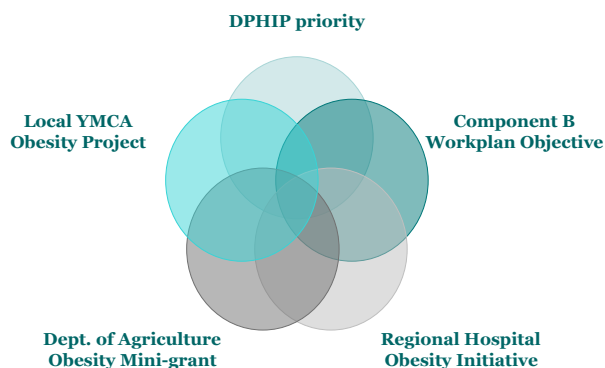 DPHIP priority
Local YMCA
Obesity Project
Component B
Workplan Objective
Dept. of Agriculture
Obesity Mini-grant
Regional Hospital
Obesity Initiative